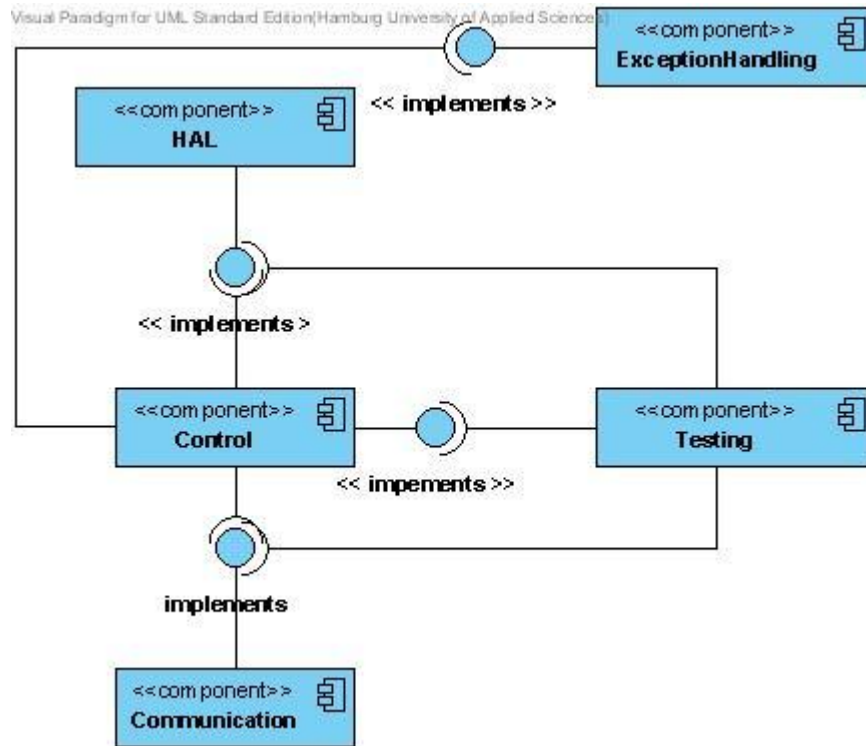 Visual Paradigm for UML Standard Edition(Hamburg University of Applied Sciences)
<<component>>
ExceptionHandling
<< implements >>
<<component>>
HAL
<< implements >
<<component>>
Control
<< impements >>
<<component>>
Testing
implements
<<component>>
Communication